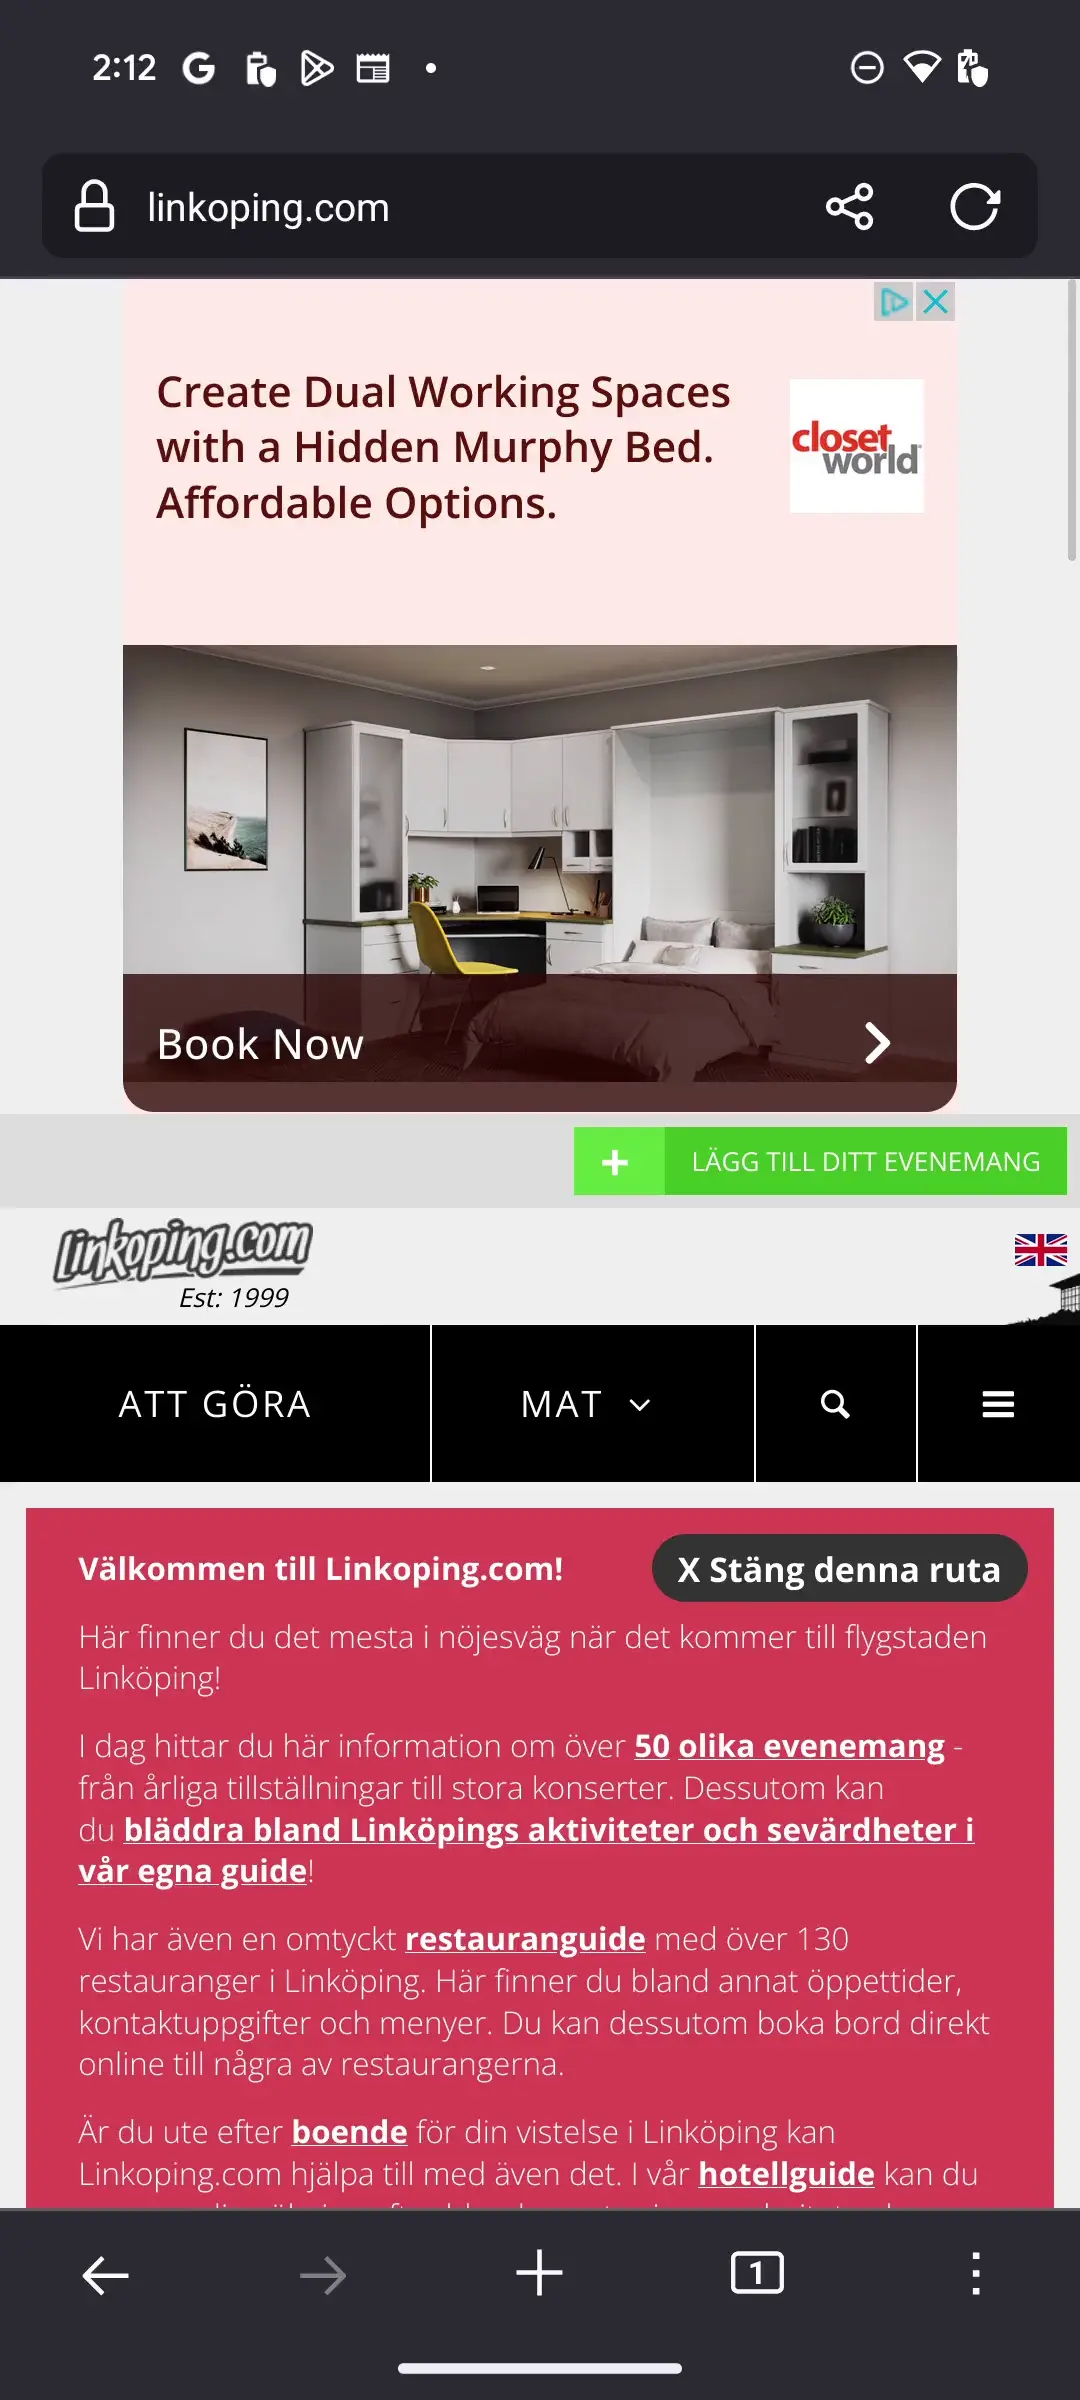 2:12
linkoping.com
Create Dual Working Spaces
with a Hidden Murphy Bed.
Affordable Options.
closet
world
Book Now
LÄGG TILL DITT EVENEMANG
linkoping.com
Est: 1999
ATT GÖRA
MAT
Välkommen till Linkoping.com!
X Stäng denna ruta
Här finner du det mesta i nöjesväg när det kommer till flygstaden
Linköping!
I dag hittar du här information om över 50 olika evenemang -
från årliga tillställningar till stora konserter. Dessutom kan
du bläddra bland Linköpings aktiviteter och sevärdheter i
vår egna guide!
Vi har även en omtyckt restauranguide med över 130
restauranger i Linköping. Här finner du bland annat öppettider,
kontaktuppgifter och menyer. Du kan dessutom boka bord direkt
online till några av restaurangerna.
Är du ute efter boende för din vistelse i Linköping kan
Linkoping.com hjälpa till med även det. I vår hotellguide kan du
1